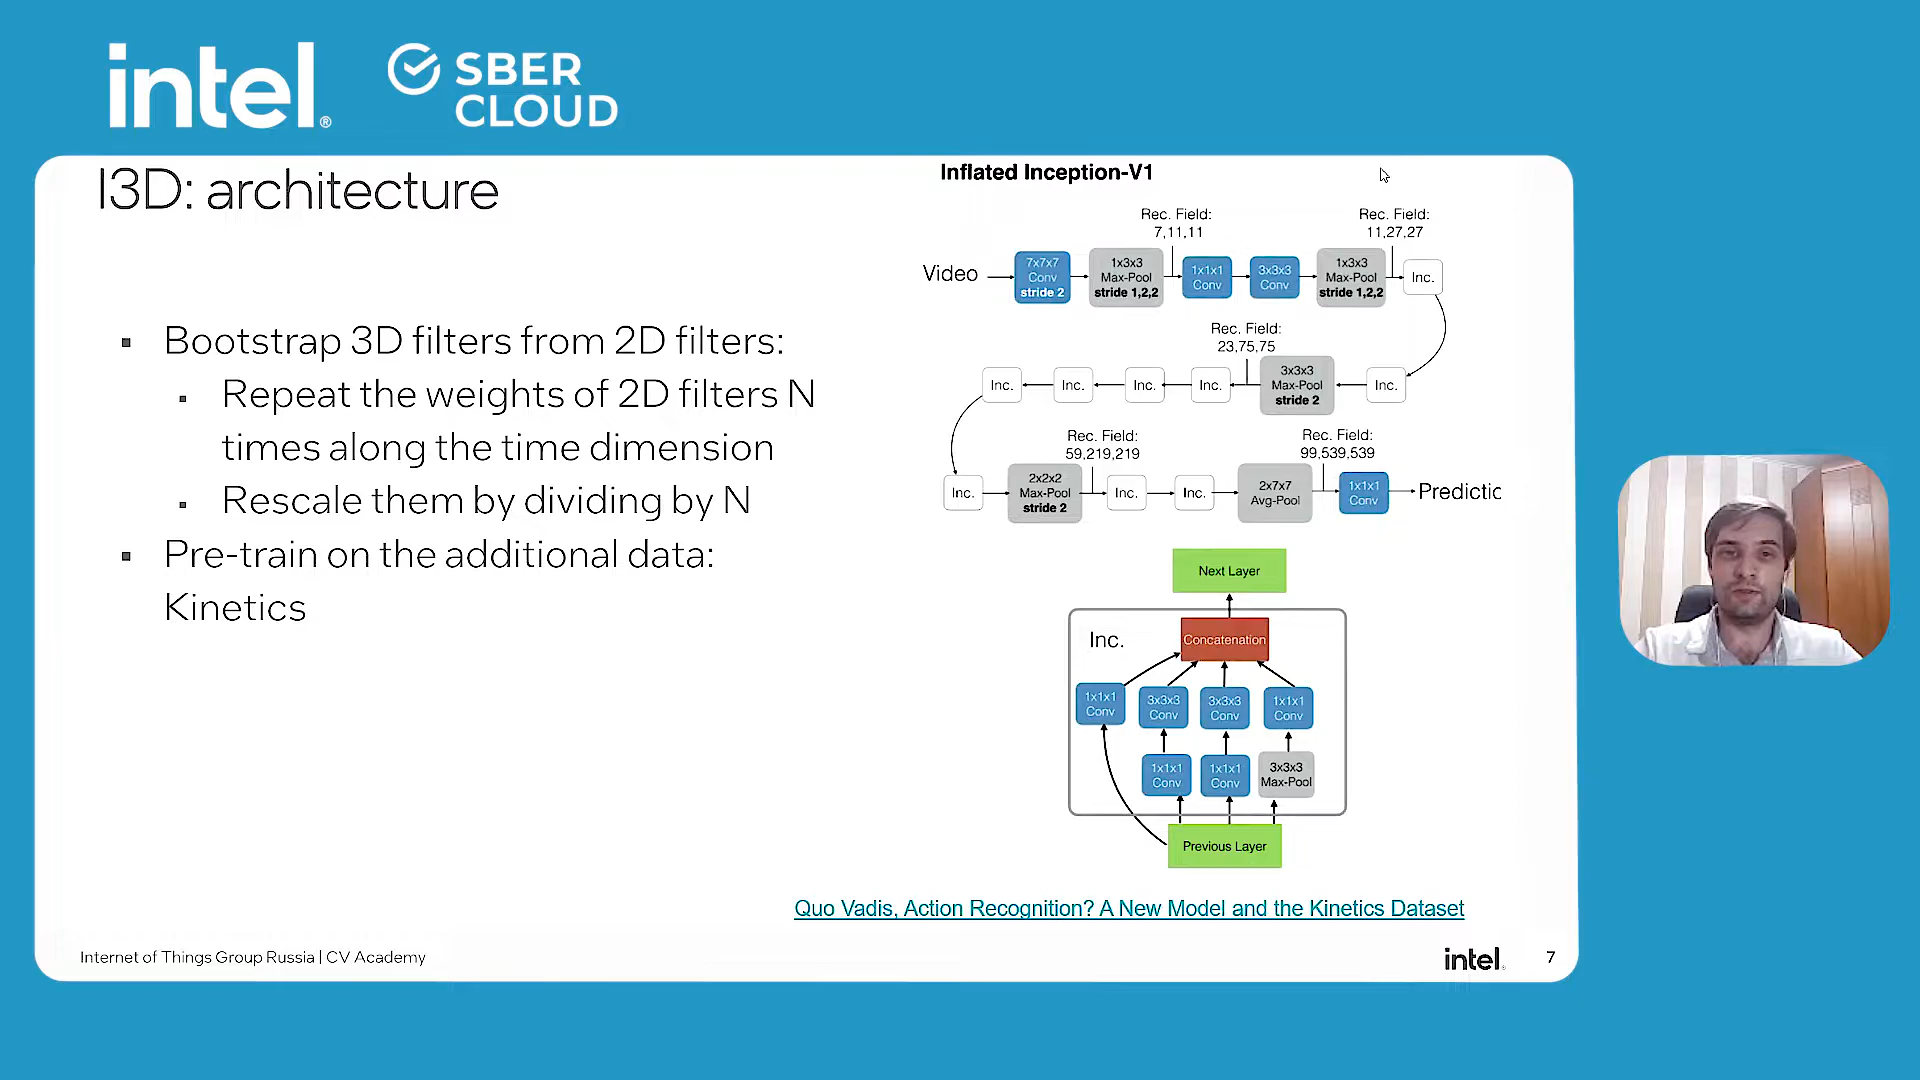 intel®
SBER
CLOUD
I3D: architecture
▪ Bootstrap 3D filters from 2D filters:
▪ Repeat the weights of 2D filters N
times along the time dimension
▪ Rescale them by dividing by N
▪ Pre-train on the additional data:
Kinetics
Inflated Inception-V1
Rec. Field:
7,11,11
Rec. Field:
11,27,27
Video
7x7x7
Conv
stride 2
1x3x3
Max-Pool
stride 1,2,2
1x1x1
Conv
3x3x3
Conv
1x3x3
Max-Pool
stride 1,2,2
Inc.
Rec. Field:
23,75,75
Inc.
Inc.
Inc.
Inc.
3x3x3
Max-Pool
stride 2
Inc.
Rec. Field:
59,219,219
Rec. Field:
99,539,539
Inc.
2x2x2
Max-Pool
stride 2
Inc.
Inc.
2x7x7
Avg-Pool
1x1x1
Conv
Predictic
Next Layer
Inc.
Concatenation
1x1x1
Conv
3x3x3
Conv
3x3x3
Conv
1x1x1
Conv
1x1x1
Conv
1x1x1
Conv
3x3x3
Max-Pool
Previous Layer
Quo Vadis, Action Recognition? A New Model and the Kinetics Dataset
Internet of Things Group Russia | CV Academy
intel.
7